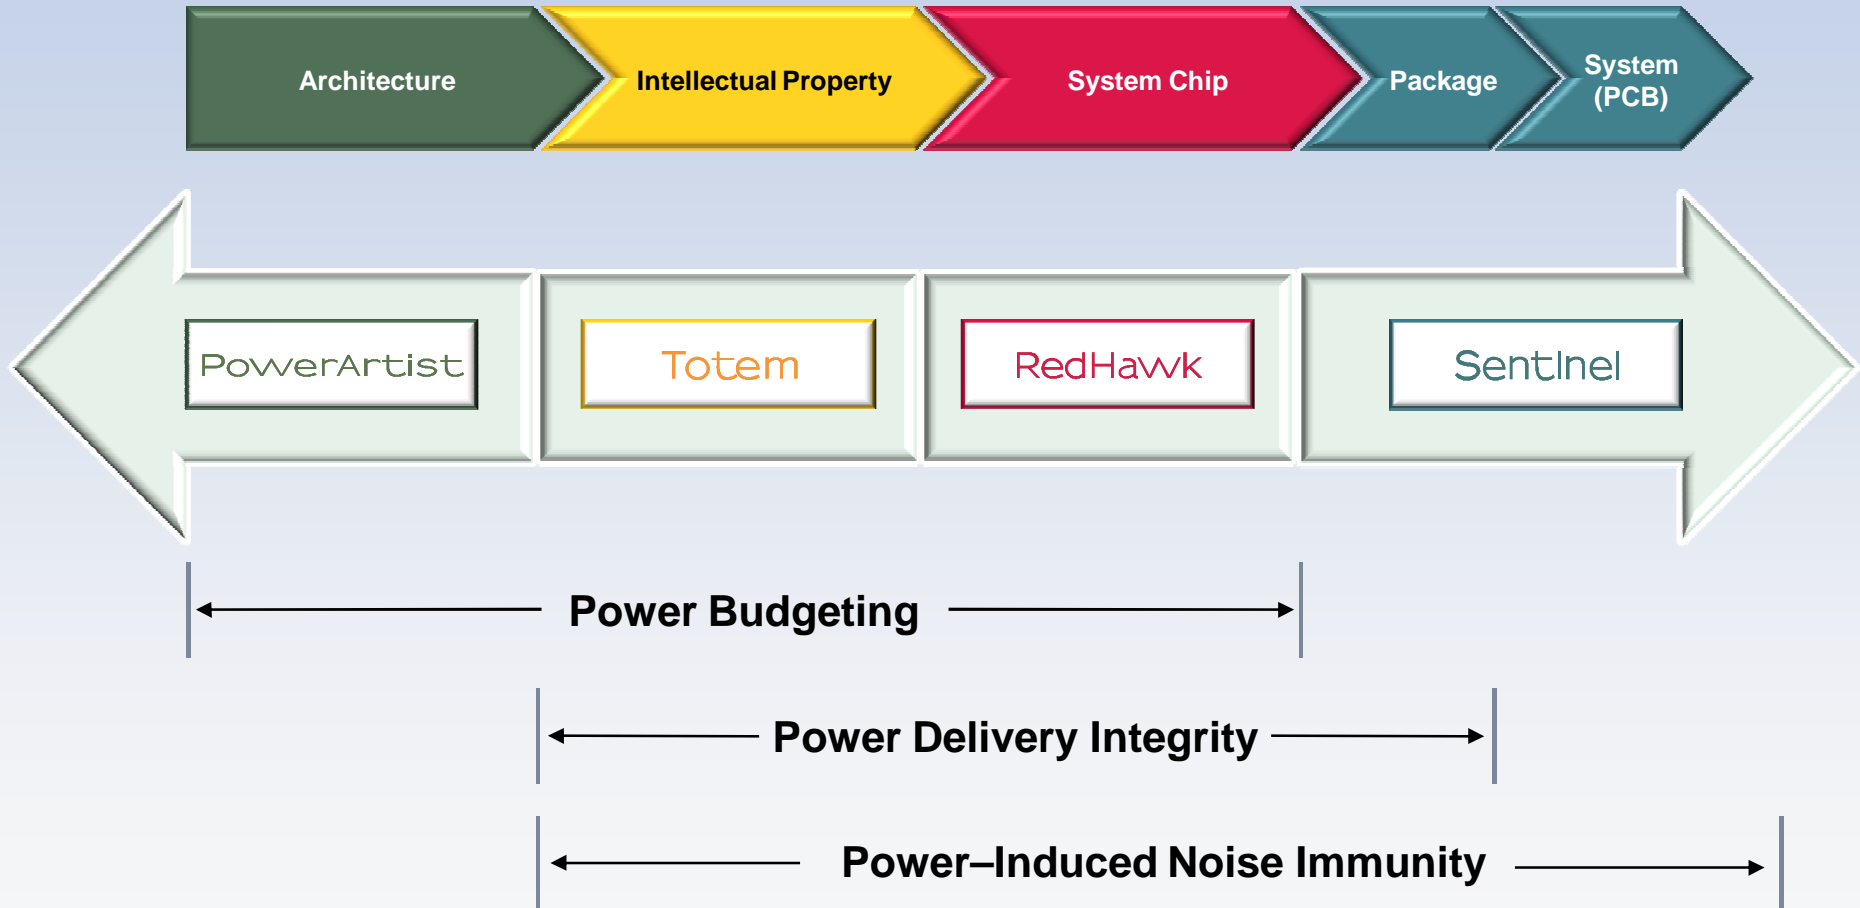 Architecture
Intellectual Property
System Chip
Package
System
(PCB)
PowerArtist
Totem
RedHawk
SentInel
Power Budgeting
Power Delivery Integrity
Power–Induced Noise Immunity